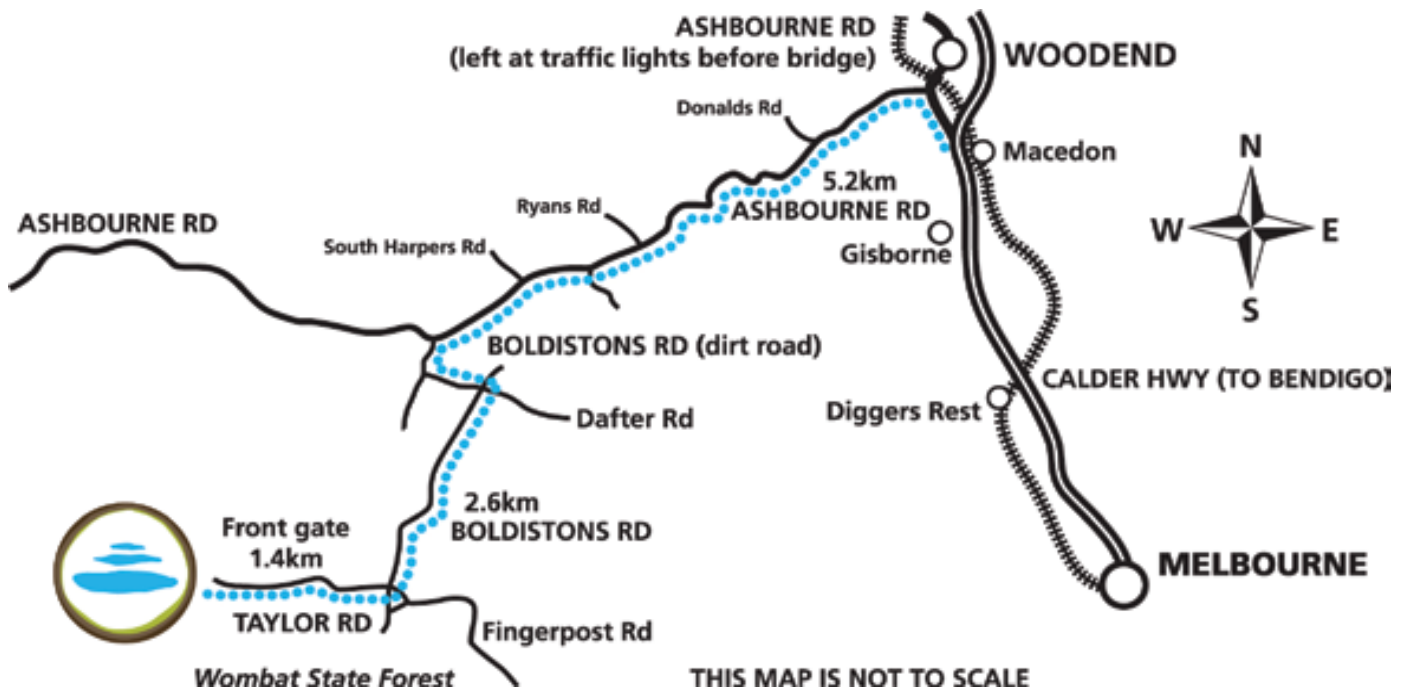 ASHBOURNE RD
(left at traffic lights before bridge)
WOODEND
Donalds Rd
Macedon
N
5.2km
ASHBOURNE RD
Ryans Rd
ASHBOURNE RD
W
E
South Harpers Rd
Gisborne
S
BOLDISTONS RD (dirt road)
CALDER HWY (TO BENDIGO)
Diggers Rest
Dafter Rd
2.6km
BOLDISTONS RD
Front gate
1.4km
MELBOURNE
TAYLOR RD
Fingerpost Rd
Wombat State Forest
THIS MAP IS NOT TO SCALE